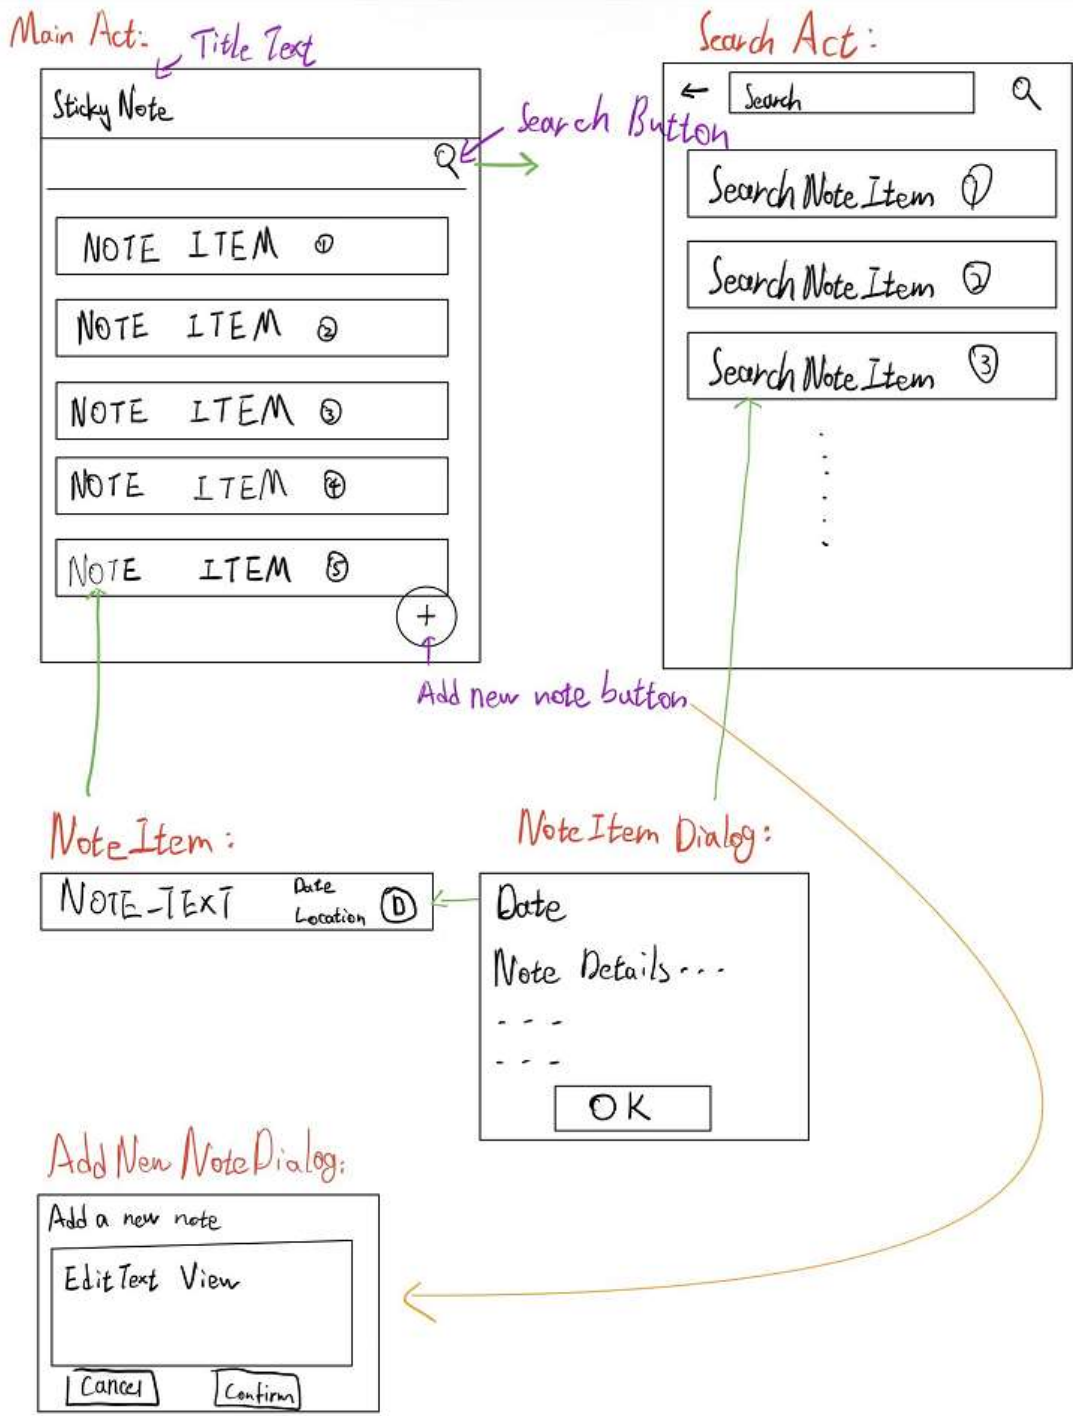 Main Act:
Title Text
Sticky Note
Search Button
NOTE ITEM ①
NOTE ITEM ②
NOTE ITEM ③
NOTE ITEM ④
NOTE ITEM ⑤
+
Add new note button
Search Act:
← Search
Search Note Item ①
Search Note Item ②
Search Note Item ③
Note Item:
NOTE_TEXT
Date
Location
D
Note Item Dialog:
Date
Note Details...
- - -
- - -
OK
Add New Note Dialog:
Add a new note
EditText View
Cancel
Confirm